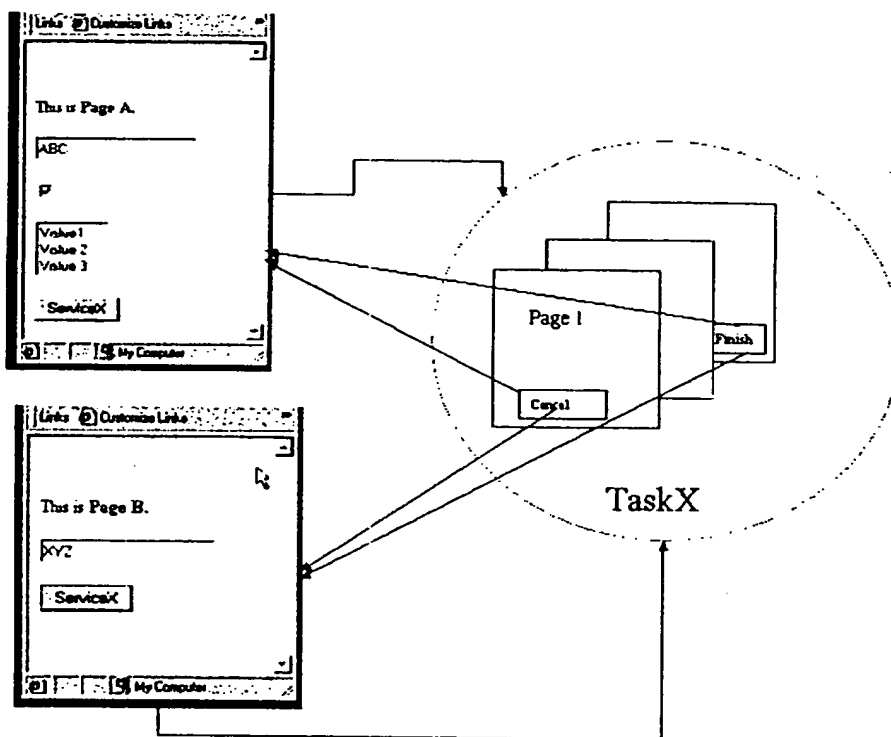 Links Customize Links »
This is Page A.
ABC
Value1
Value 2
Value 3
ServiceX
My Computer
Page 1
Finish
Cancel
TaskX
Links Customize Links »
This is Page B.
XYZ
ServiceX
My Computer